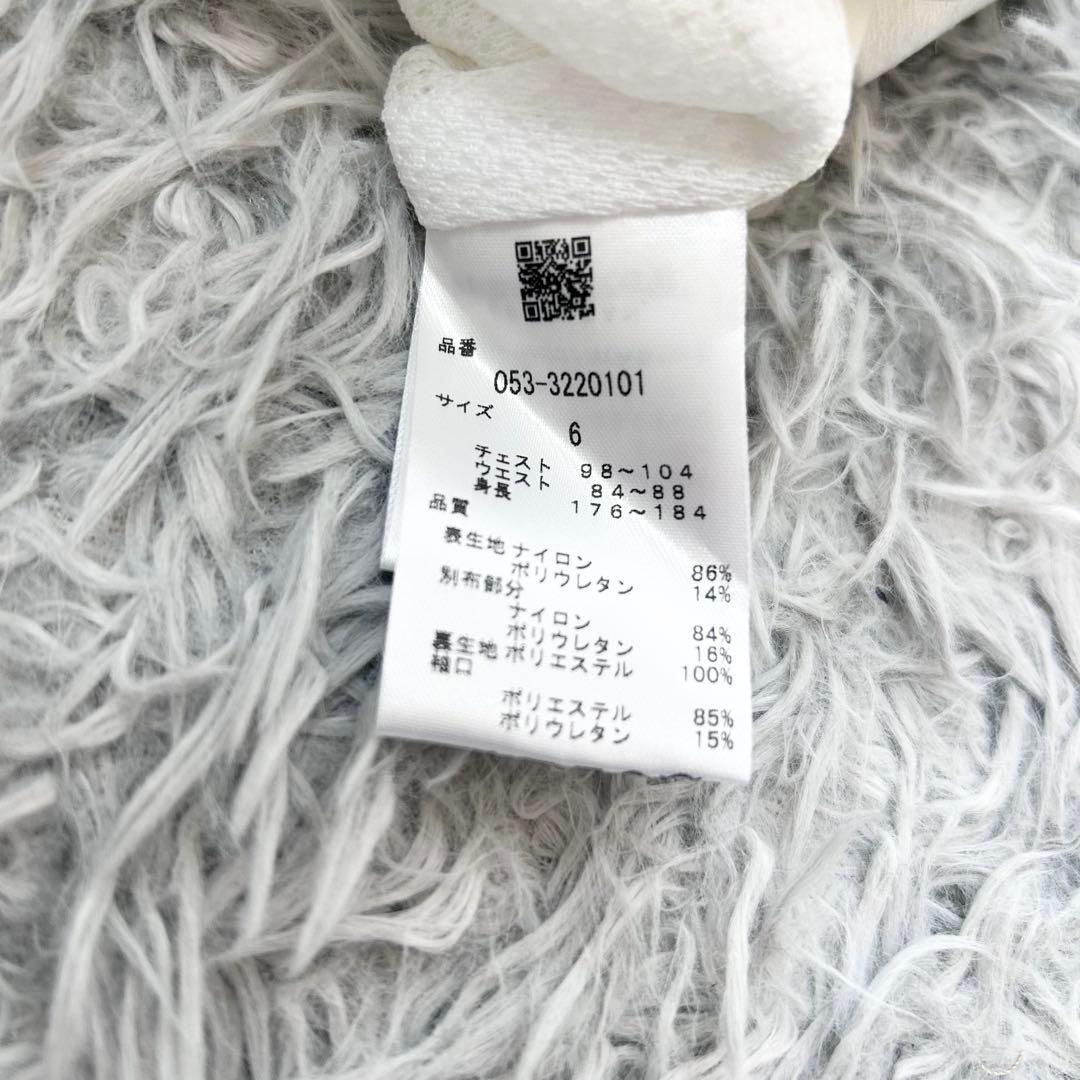 品番
053-3220101
サイズ
6
チェスト 98～104
ウエスト 84～88
身長 176～184
品質
表生地 ナイロン 86%
ポリウレタン 14%
別布部分
ナイロン 84%
ポリウレタン 16%
裏生地 ポリエステル 100%
袖口
ポリエステル 85%
ポリウレタン 15%